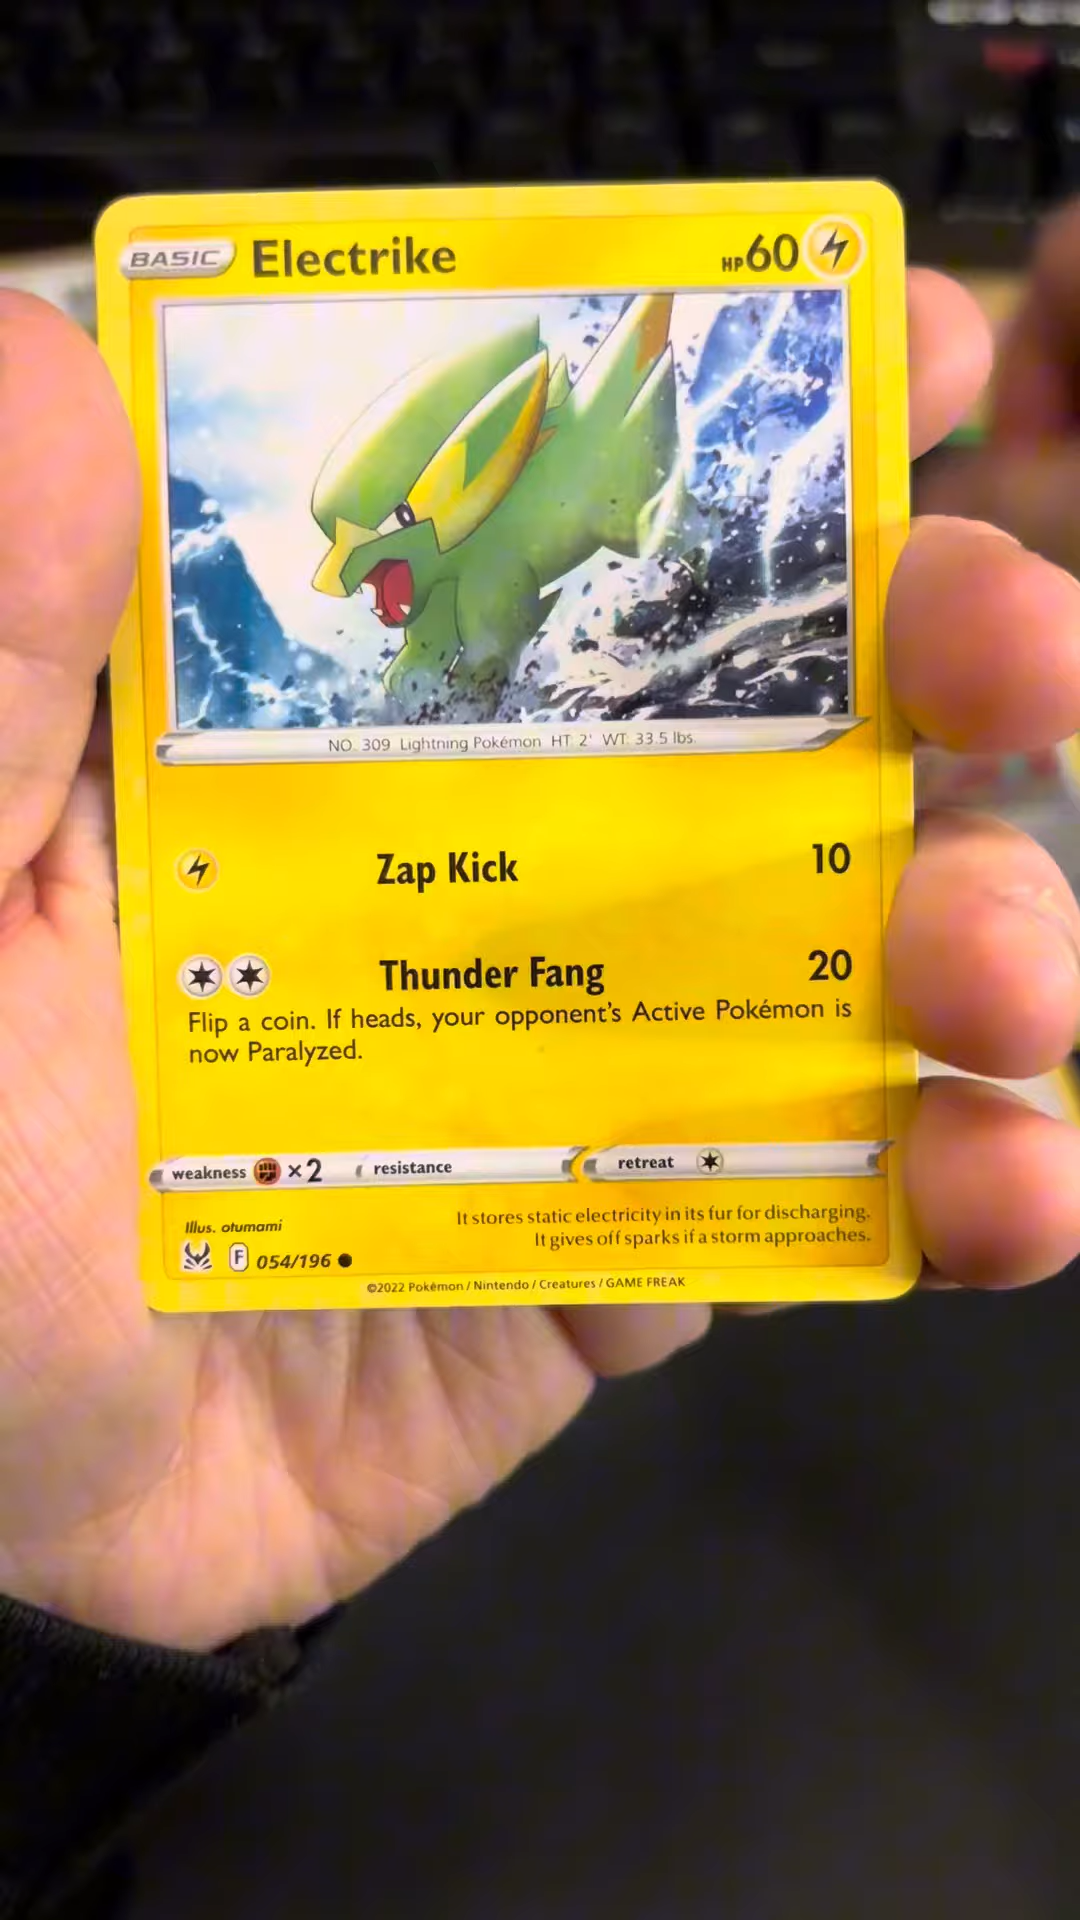 BASIC Electrike HP60
NO. 309 Lightning Pokémon HT: 2' WT: 33.5 lbs.
Zap Kick 10
Thunder Fang 20
Flip a coin. If heads, your opponent's Active Pokémon is
now Paralyzed.
weakness ×2 resistance retreat
Illus. otumami
It stores static electricity in its fur for discharging.
It gives off sparks if a storm approaches.
F 054/196
©2022 Pokémon / Nintendo / Creatures / GAME FREAK